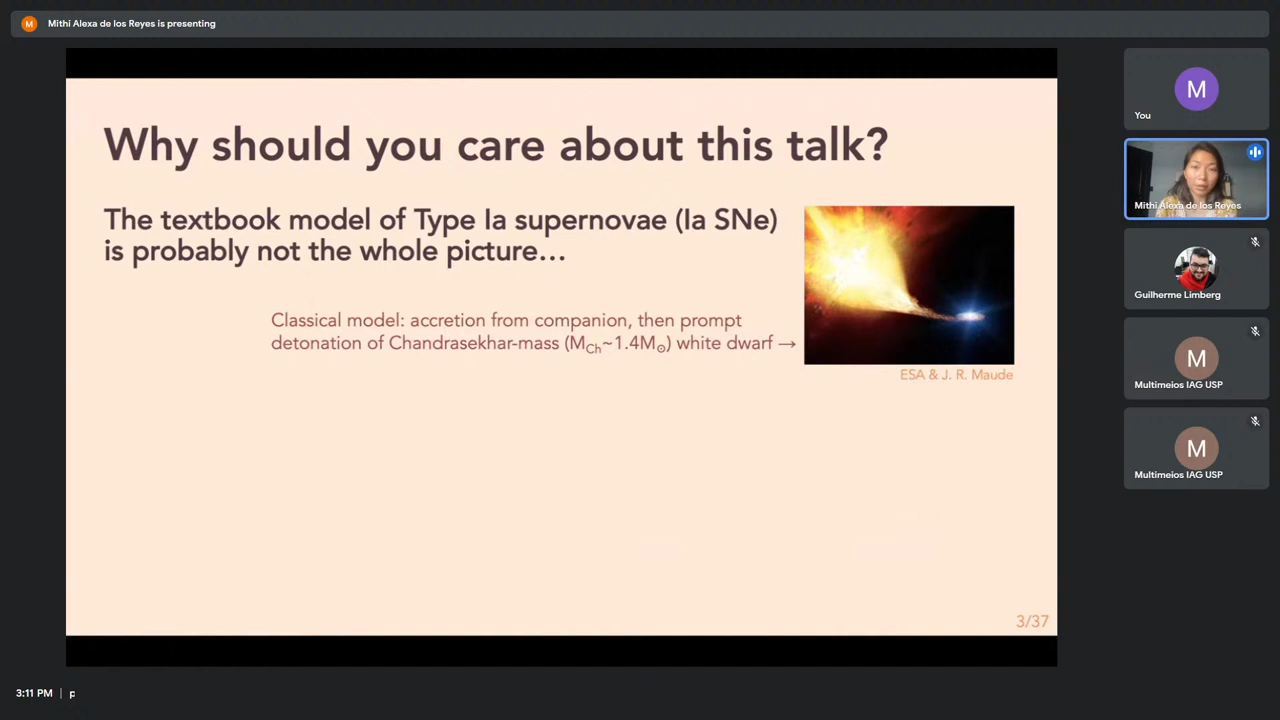 M
Mithi Alexa de los Reyes is presenting
Why should you care about this talk?
The textbook model of Type Ia supernovae (Ia SNe)
is probably not the whole picture…
Classical model: accretion from companion, then prompt
detonation of Chandrasekhar-mass (MCh~1.4M⊙) white dwarf →
ESA & J. R. Maude
3/37
M
You
Mithi Alexa de los Reyes
Guilherme Limberg
M
Multimeios IAG USP
M
Multimeios IAG USP
3:11 PM | p